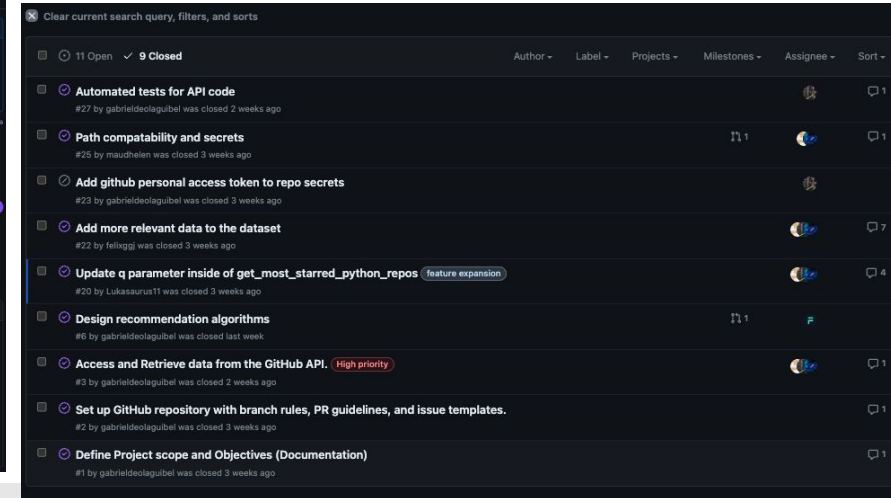 Clear current search query, filters, and sorts
11 Open 9 Closed Author Label Projects Milestones Assignee Sort
Automated tests for API code 1
#27 by gabrieldeolaguibel was closed 2 weeks ago
Path compatability and secrets 1 1
#25 by maudhelen was closed 3 weeks ago
Add github personal access token to repo secrets
#23 by gabrieldeolaguibel was closed 3 weeks ago
Add more relevant data to the dataset 7
#22 by felixggj was closed 3 weeks ago
Update q parameter inside of get_most_starred_python_repos feature expansion 4
#20 by Lukasaurus11 was closed 3 weeks ago
Design recommendation algorithms 1
#6 by gabrieldeolaguibel was closed last week
Access and Retrieve data from the GitHub API. High priority 1
#3 by gabrieldeolaguibel was closed 2 weeks ago
Set up GitHub repository with branch rules, PR guidelines, and issue templates. 1
#2 by gabrieldeolaguibel was closed 3 weeks ago
Define Project scope and Objectives (Documentation) 1
#1 by gabrieldeolaguibel was closed 3 weeks ago